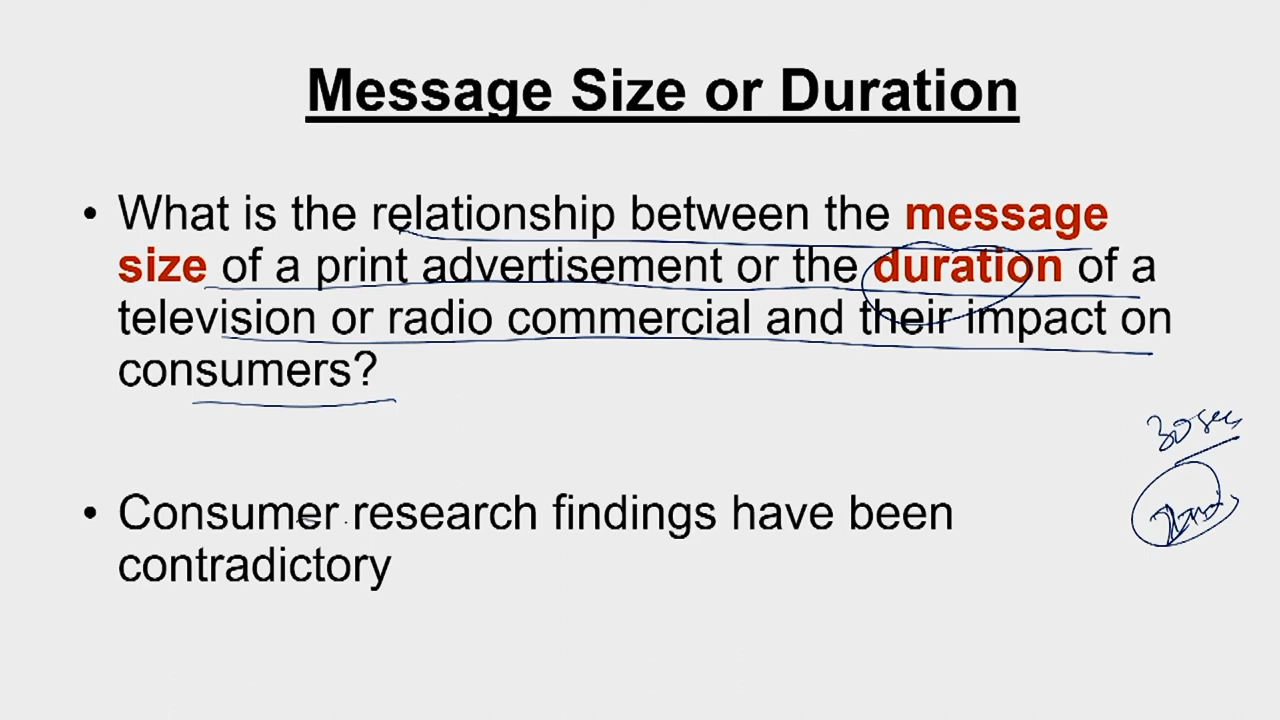 Message Size or Duration
• What is the relationship between the message
size of a print advertisement or the duration of a
television or radio commercial and their impact on
consumers?
30 sec
• Consumer research findings have been
contradictory